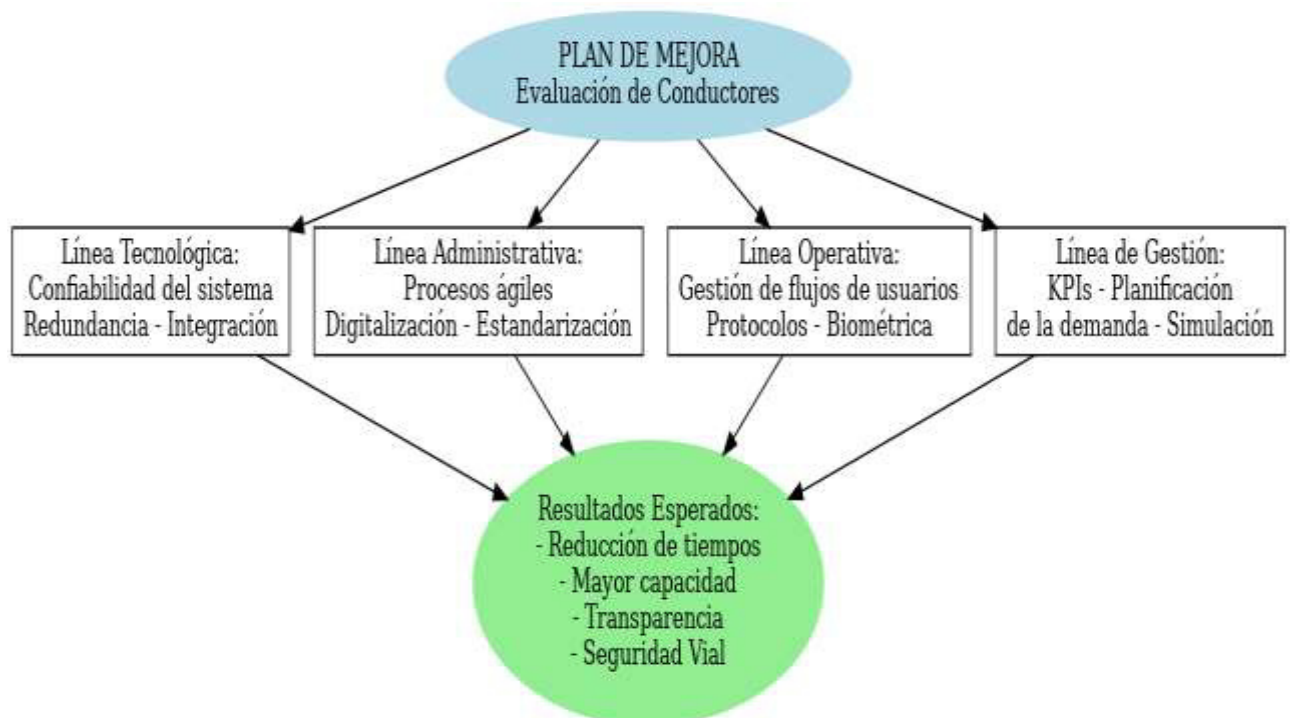 PLAN DE MEJORA
Evaluación de Conductores
Línea Tecnológica:
Confiabilidad del sistema
Redundancia - Integración
Línea Administrativa:
Procesos ágiles
Digitalización - Estandarización
Línea Operativa:
Gestión de flujos de usuarios
Protocolos - Biométrica
Línea de Gestión:
KPIs - Planificación
de la demanda - Simulación
Resultados Esperados:
- Reducción de tiempos
- Mayor capacidad
- Transparencia
- Seguridad Vial